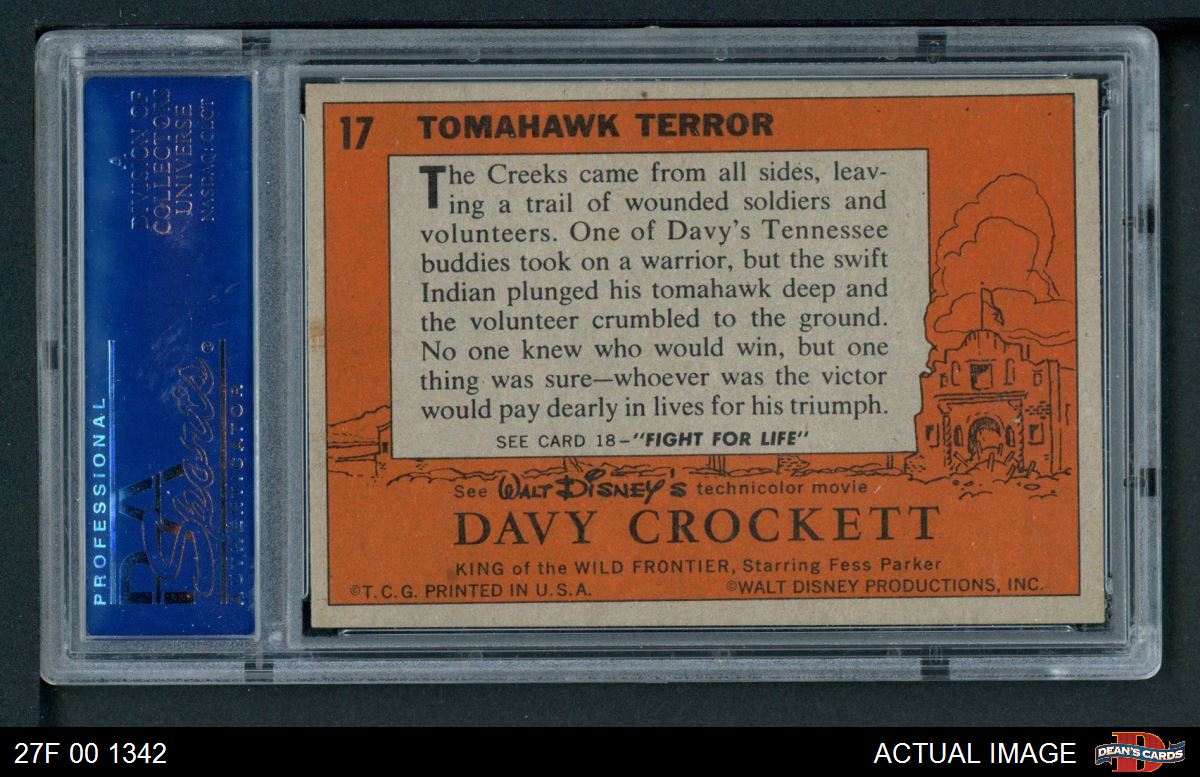 A
DIVISION OF
COLLECTORS
UNIVERSE
NASDAQ: CLCT
PROFESSIONAL
PSA
Sports®
AUTHENTICATOR
17 TOMAHAWK TERROR
The Creeks came from all sides, leav-
ing a trail of wounded soldiers and
volunteers. One of Davy's Tennessee
buddies took on a warrior, but the swift
Indian plunged his tomahawk deep and
the volunteer crumbled to the ground.
No one knew who would win, but one
thing was sure—whoever was the victor
would pay dearly in lives for his triumph.
SEE CARD 18–"FIGHT FOR LIFE"
See WALT DISNEY'S technicolor movie
DAVY CROCKETT
KING of the WILD FRONTIER, Starring Fess Parker
©T.C.G. PRINTED IN U.S.A. ©WALT DISNEY PRODUCTIONS, INC.
27F 00 1342 ACTUAL IMAGE DEAN'S CARDS